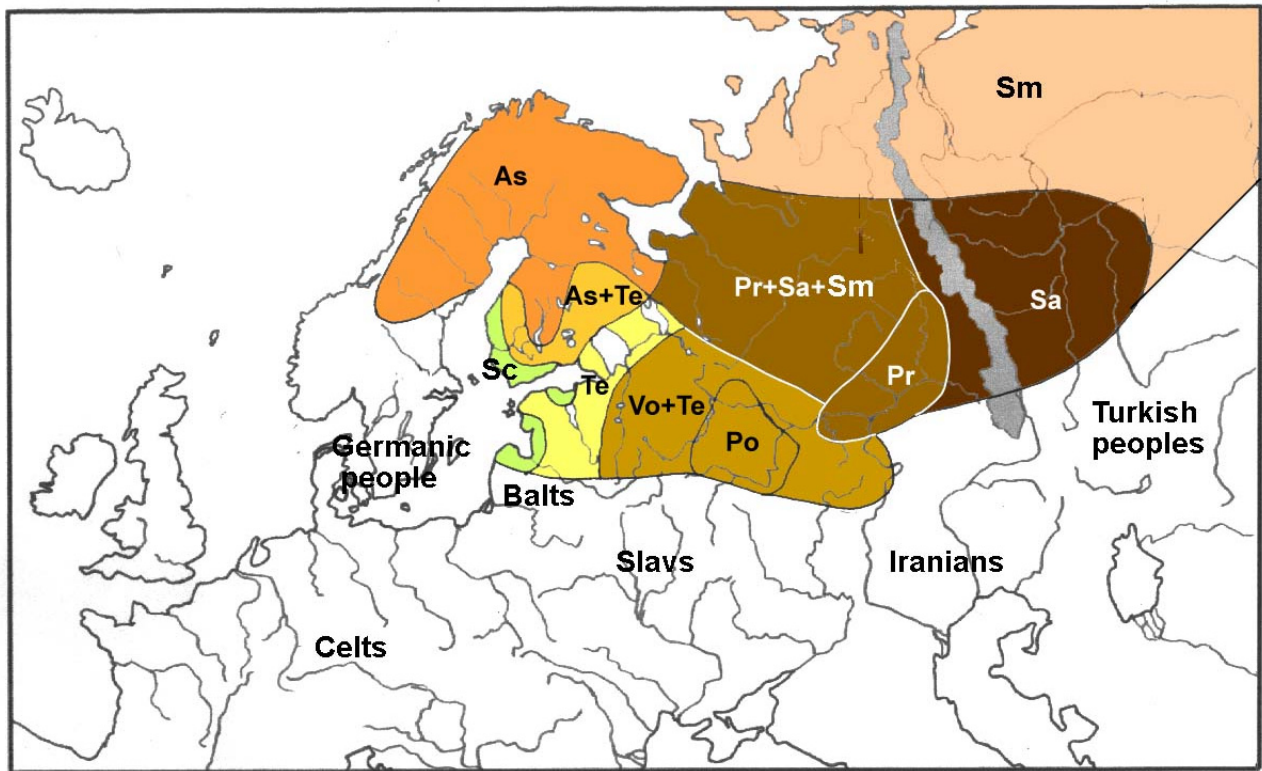 Sm
As
As+Te
Pr+Sa+Sm
Sa
Sc
Te
Pr
Vo+Te
Po
Turkish
peoples
Germanic
people
Balts
Slavs
Iranians
Celts